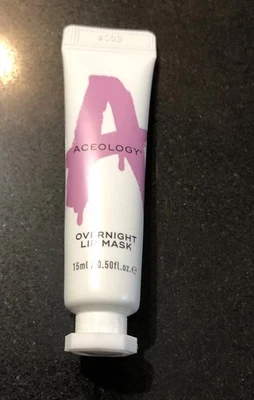 A
ACEOLOGY
OVERNIGHT
LIP MASK
15ml / 0.50fl.oz.e